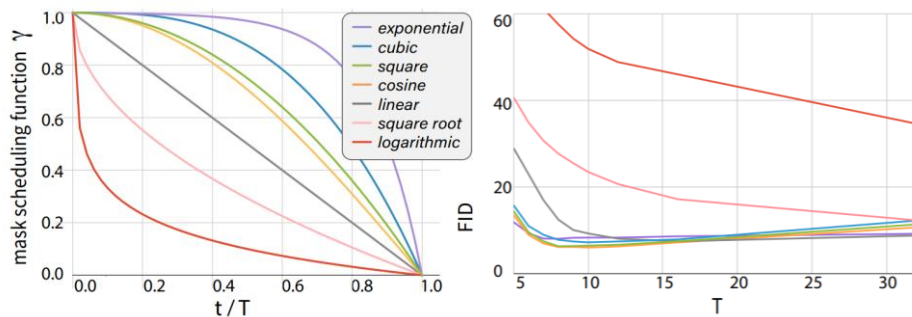 mask scheduling function γ
1.0
0.8
0.6
0.4
0.2
0.0
0.0 0.2 0.4 0.6 0.8 1.0
t / T
exponential
cubic
square
cosine
linear
square root
logarithmic
FID
60
40
20
0
5 10 15 20 25 30
T